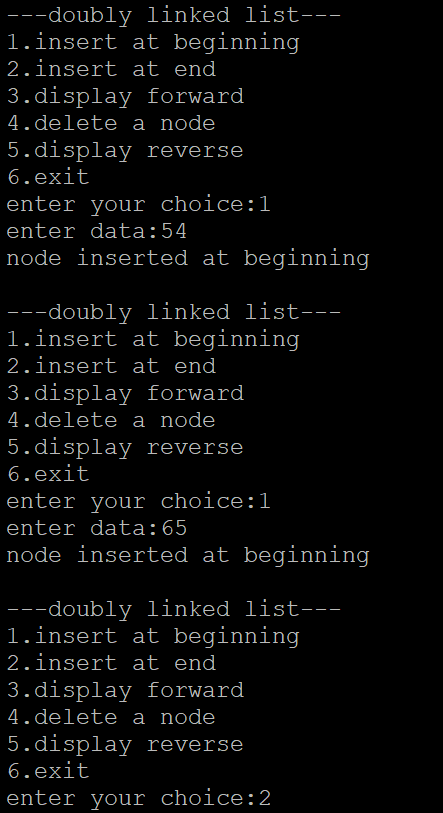 ---doubly linked list---
1.insert at beginning
2.insert at end
3.display forward
4.delete a node
5.display reverse
6.exit
enter your choice:1
enter data:54
node inserted at beginning

---doubly linked list---
1.insert at beginning
2.insert at end
3.display forward
4.delete a node
5.display reverse
6.exit
enter your choice:1
enter data:65
node inserted at beginning

---doubly linked list---
1.insert at beginning
2.insert at end
3.display forward
4.delete a node
5.display reverse
6.exit
enter your choice:2